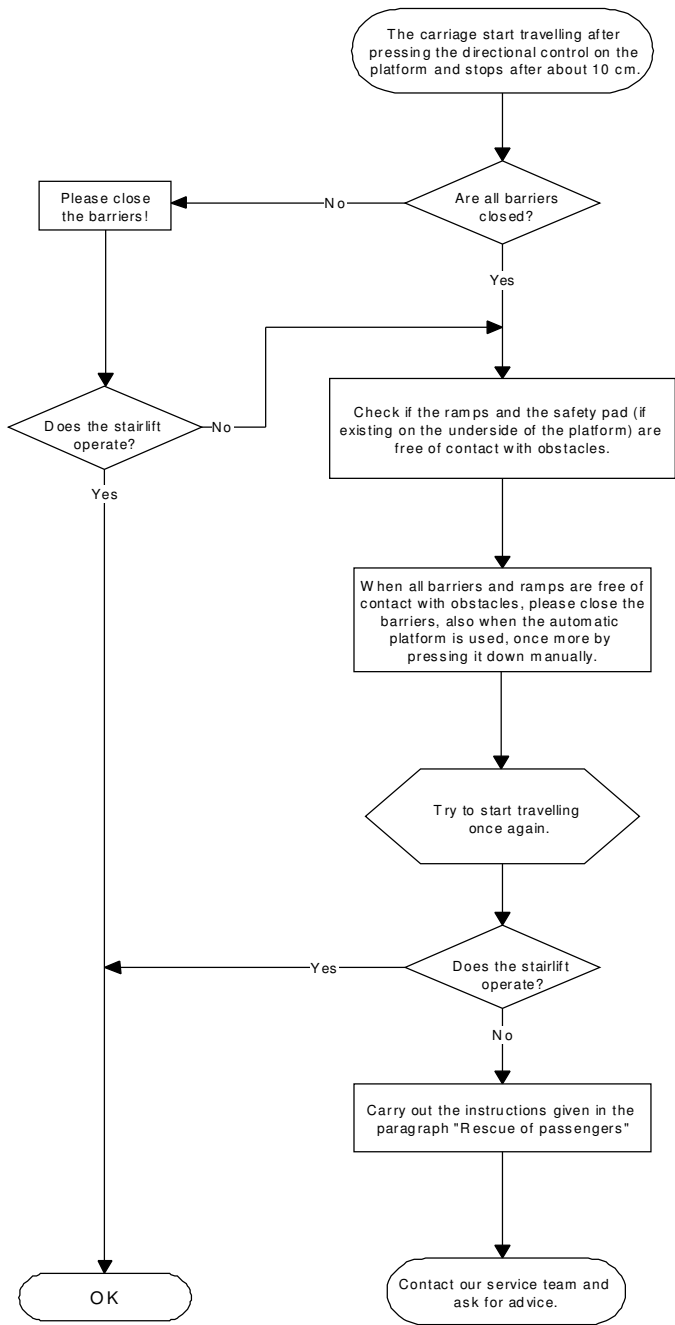 The carriage start travelling after
pressing the directional control on the
platform and stops after about 10 cm.
Are all barriers
closed?
No
Please close
the barriers!
Yes
Does the stairlift
operate?
No
Yes
Check if the ramps and the safety pad (if
existing on the underside of the platform) are
free of contact with obstacles.
When all barriers and ramps are free of
contact with obstacles, please close the
barriers, also when the automatic
platform is used, once more by
pressing it down manually.
Try to start travelling
once again.
Does the stairlift
operate?
Yes
No
Carry out the instructions given in the
paragraph "Rescue of passengers"
Contact our service team and
ask for advice.
OK